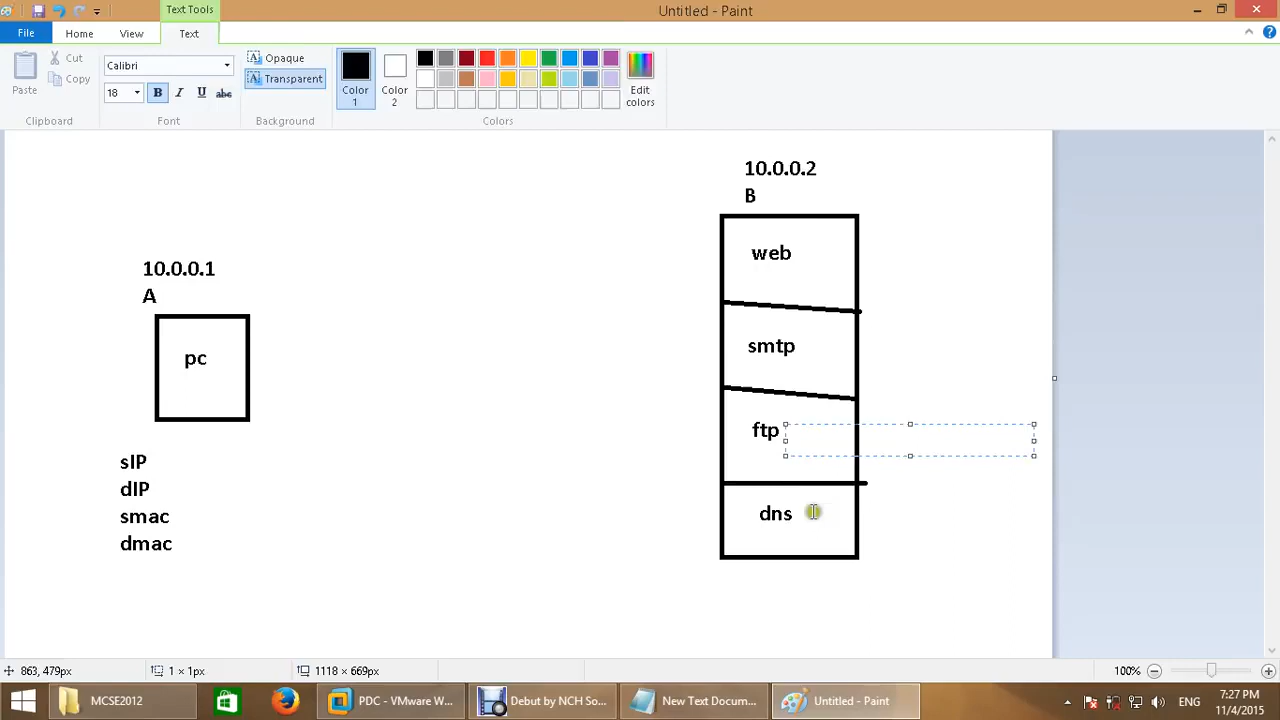 Text Tools
Untitled - Paint
File
Home
View
Text
Paste
Cut
Copy
Clipboard
Calibri
18
B
I
U
abc
Font
Opaque
Transparent
Background
Color
1
Color
2
Edit
colors
Colors
10.0.0.2
B
web
smtp
ftp
dns
10.0.0.1
A
pc
sIP
dIP
smac
dmac
863, 479px
1 × 1px
1118 × 669px
100%
MCSE2012
PDC - VMware W...
Debut by NCH So...
New Text Docum...
Untitled - Paint
ENG
7:27 PM
11/4/2015